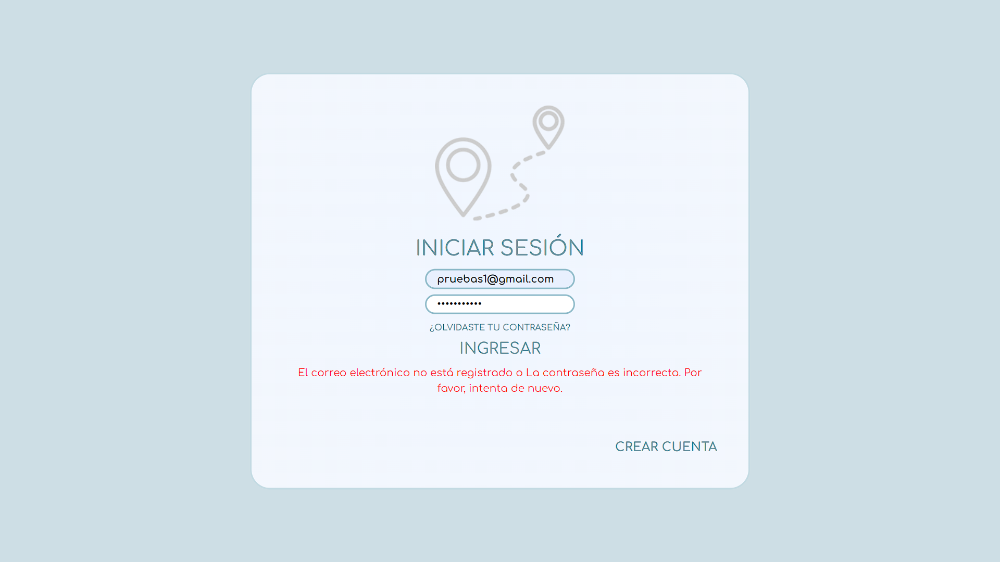 INICIAR SESIÓN
pruebas1@gmail.com
•••••••••••
¿OLVIDASTE TU CONTRASEÑA?
INGRESAR
El correo electrónico no está registrado o La contraseña es incorrecta. Por
favor, intenta de nuevo.
CREAR CUENTA